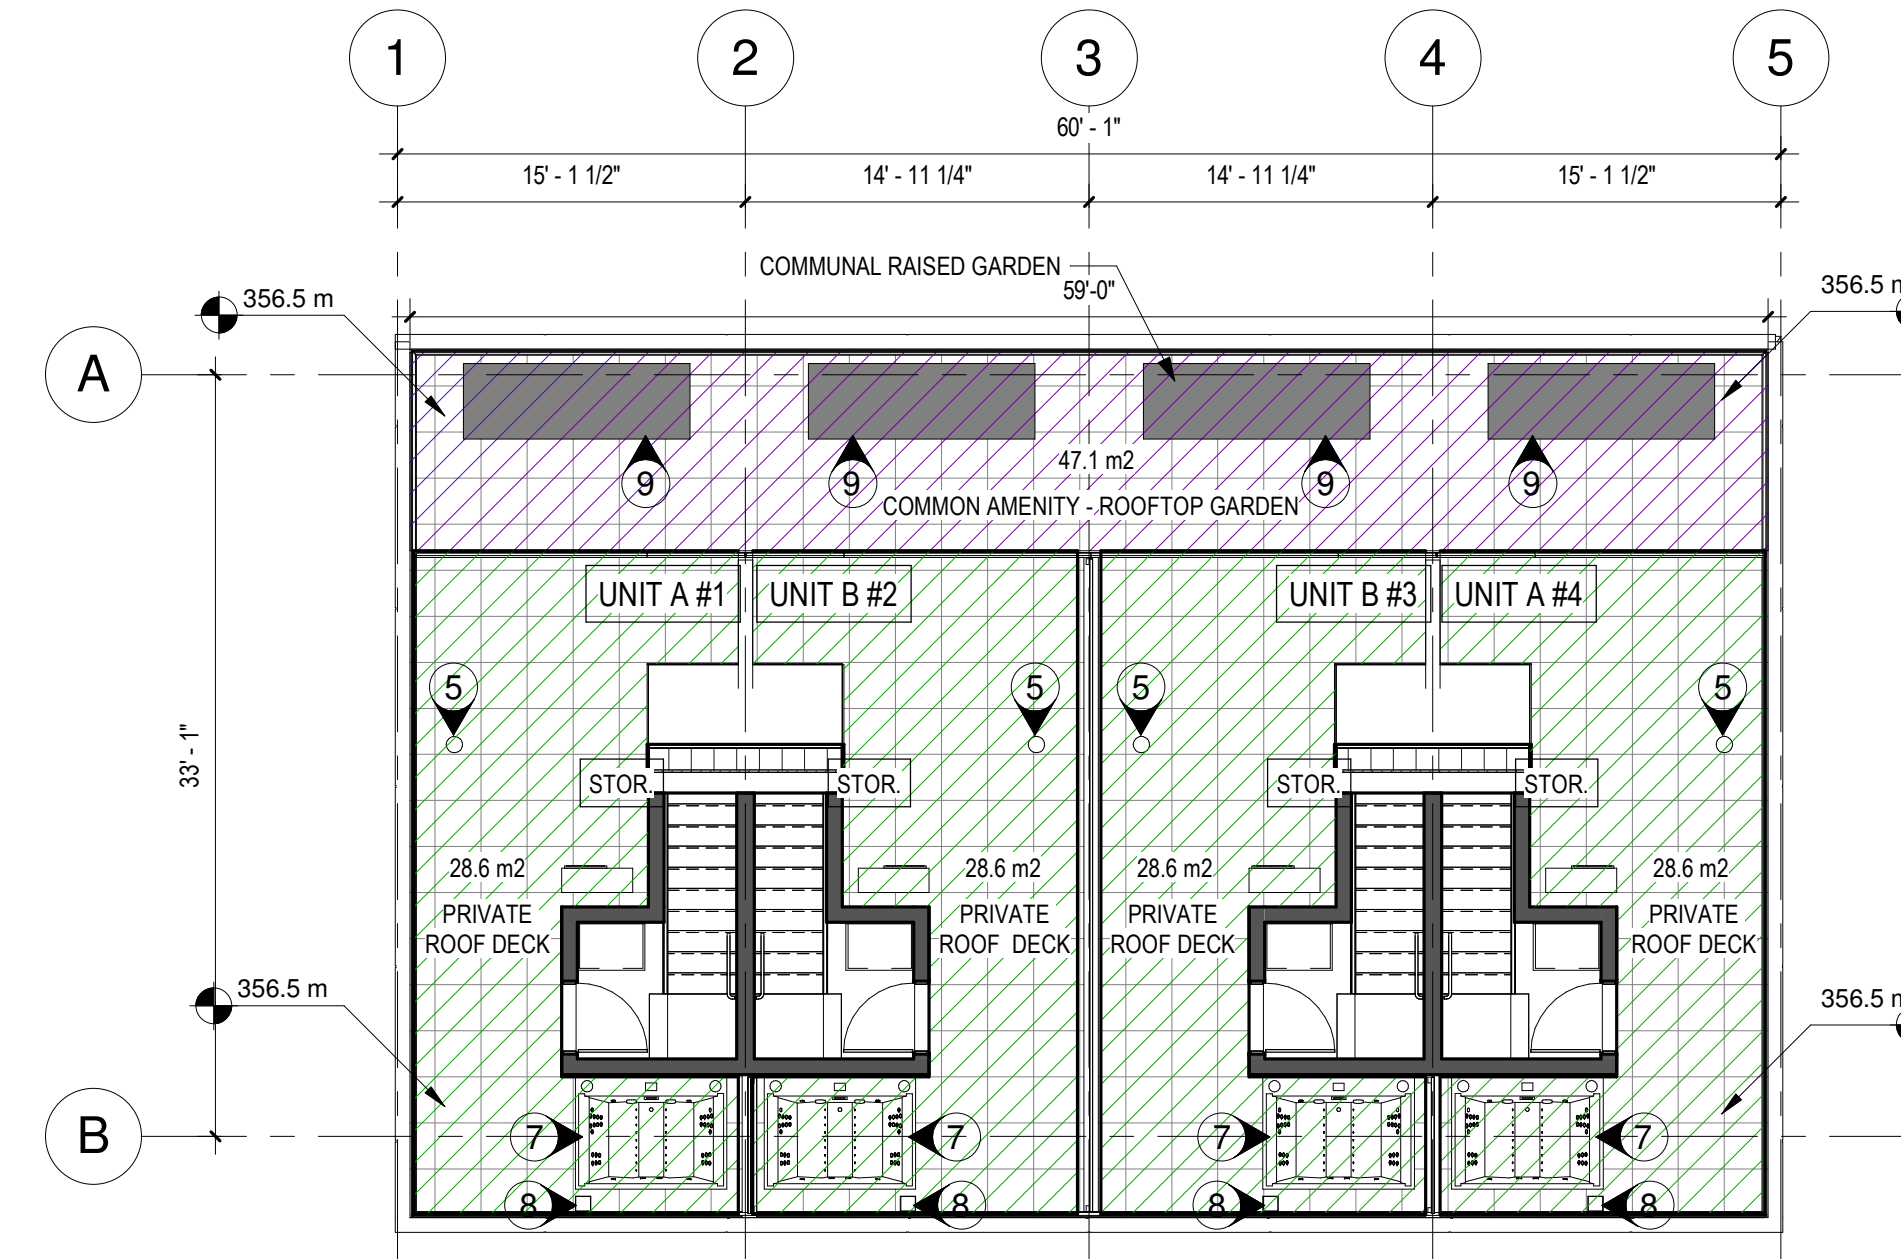 1 2 3 4 5
60' - 1"
15' - 1 1/2" 14' - 11 1/4" 14' - 11 1/4" 15' - 1 1/2"
COMMUNAL RAISED GARDEN
59'-0"
356.5 m 356.5 m
A
47.1 m2
9 9 9 9
COMMON AMENITY - ROOFTOP GARDEN
UNIT A #1 UNIT B #2 UNIT B #3 UNIT A #4
5 5 5 5
33' - 1"
STOR. STOR. STOR. STOR.
28.6 m2 28.6 m2 28.6 m2 28.6 m2
PRIVATE PRIVATE PRIVATE PRIVATE
ROOF DECK ROOF DECK ROOF DECK ROOF DECK
356.5 m 356.5 m
B
7 7 7 7
8 8 8 8